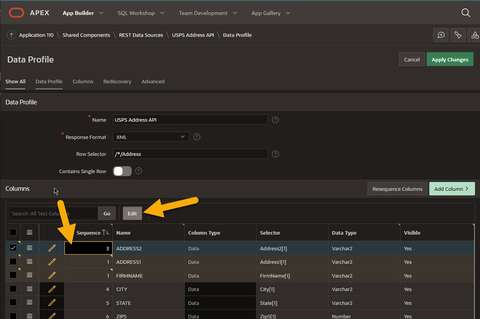 APEX App Builder SQL Workshop Team Development App Gallery
Application 110 \ Shared Components \ REST Data Sources \ USPS Address API \ Data Profile
Data Profile
Cancel Apply Changes
Show All Data Profile Columns Rediscovery Advanced
Data Profile
* Name USPS Address API
* Response Format XML
Row Selector /*/Address
Contains Single Row
Columns Resequence Columns Add Column >
Go Edit
Sequence Name Column Type Selector Data Type Visible
3 ADDRESS2 Data Address2[1] Varchar2 Yes
ADDRESS1 Data Address1[1] Varchar2 Yes
1 FIRMNAME Data FirmName[1] Varchar2 Yes
4 CITY Data City[1] Varchar2 Yes
5 STATE Data State[1] Varchar2 Yes
6 ZIP5 Data Zip5[1] Number Yes